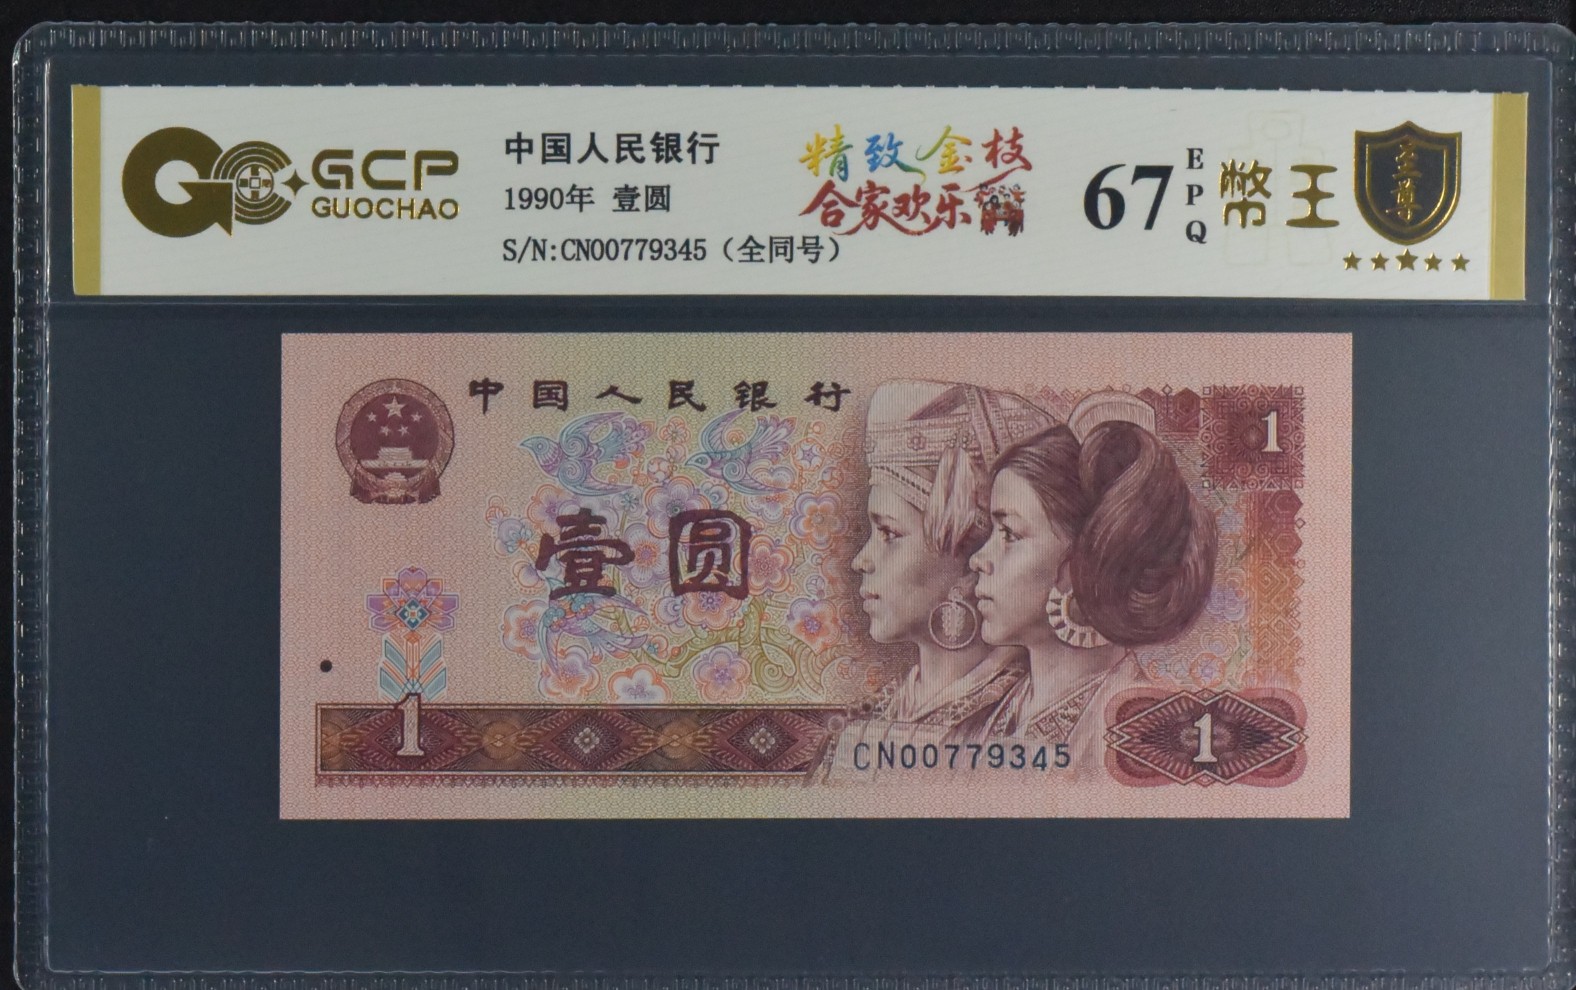 GCP
GUOCHAO
中国人民银行
1990年 壹圆
S/N:CN00779345（全同号）
精致金枝
合家欢乐
67
EPQ
幣王
至尊
中国人民银行
1
壹圆
1
CN00779345
1